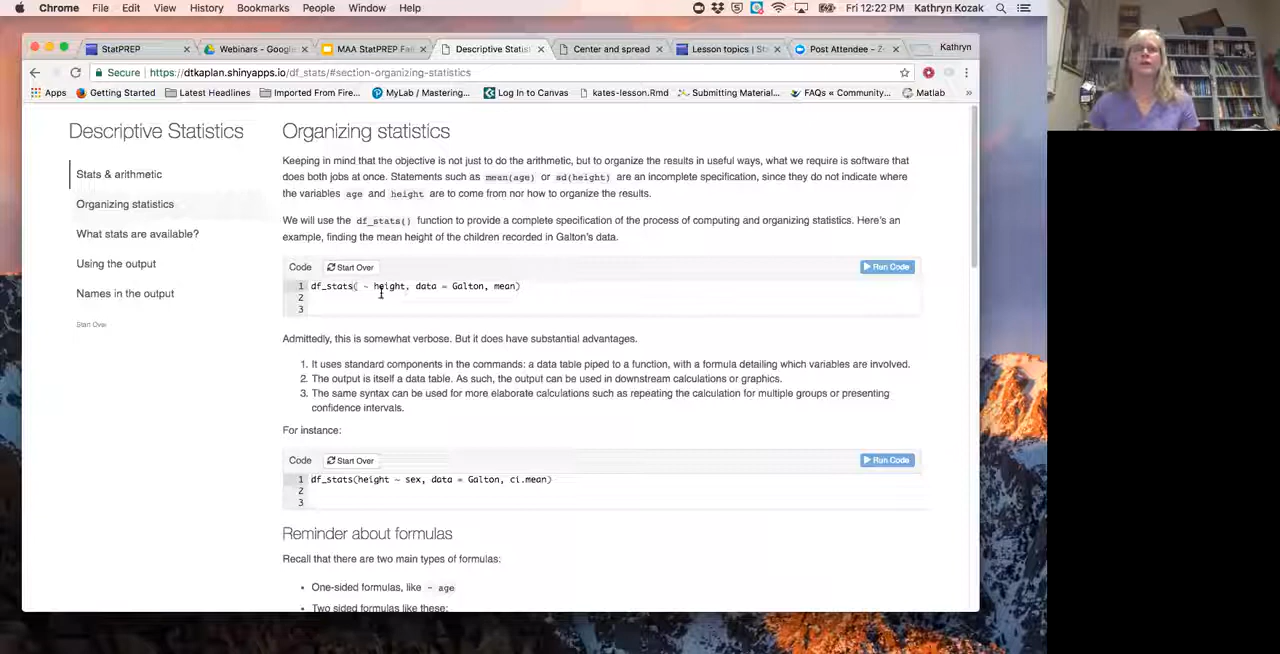 Chrome File Edit View History Bookmarks People Window Help Fri 12:22 PM Kathryn Kozak
StatPREP × Webinars - Google × MAA StatPREP Fal × Descriptive Statist × Center and spread × Lesson topics | St × Post Attendee - Z × Kathryn
Secure https://dtkaplan.shinyapps.io/df_stats/#section-organizing-statistics
Apps Getting Started Latest Headlines Imported From Fire... MyLab / Mastering... Log In to Canvas kates-lesson.Rmd Submitting Material... FAQs « Community... Matlab »
Descriptive Statistics
Stats & arithmetic
Organizing statistics
What stats are available?
Using the output
Names in the output
Start Over
Organizing statistics
Keeping in mind that the objective is not just to do the arithmetic, but to organize the results in useful ways, what we require is software that
does both jobs at once. Statements such as mean(age) or sd(height) are an incomplete specification, since they do not indicate where
the variables age and height are to come from nor how to organize the results.
We will use the df_stats() function to provide a complete specification of the process of computing and organizing statistics. Here's an
example, finding the mean height of the children recorded in Galton's data.
Code Start Over Run Code
1 df_stats( ~ height, data = Galton, mean)
2
3
Admittedly, this is somewhat verbose. But it does have substantial advantages.
1. It uses standard components in the commands: a data table piped to a function, with a formula detailing which variables are involved.
2. The output is itself a data table. As such, the output can be used in downstream calculations or graphics.
3. The same syntax can be used for more elaborate calculations such as repeating the calculation for multiple groups or presenting
confidence intervals.
For instance:
Code Start Over Run Code
1 df_stats(height ~ sex, data = Galton, ci.mean)
2
3
Reminder about formulas
Recall that there are two main types of formulas:
• One-sided formulas, like ~ age
• Two sided formulas like these: